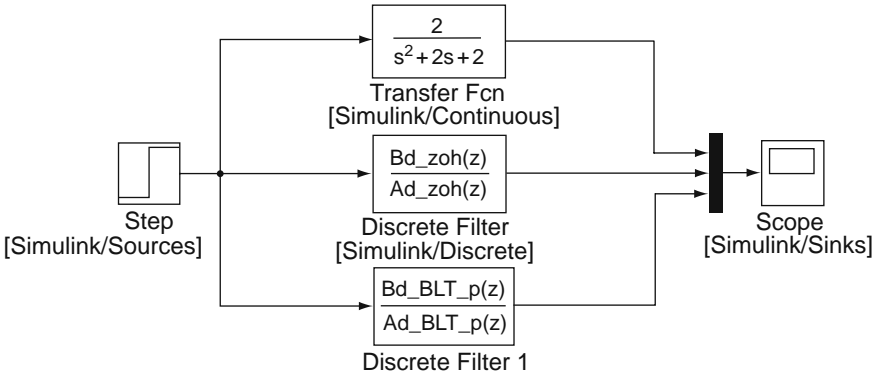 2
s²+2s+2
Transfer Fcn
[Simulink/Continuous]
Bd_zoh(z)
Ad_zoh(z)
Step
[Simulink/Sources]
Discrete Filter
[Simulink/Discrete]
Scope
[Simulink/Sinks]
Bd_BLT_p(z)
Ad_BLT_p(z)
Discrete Filter 1